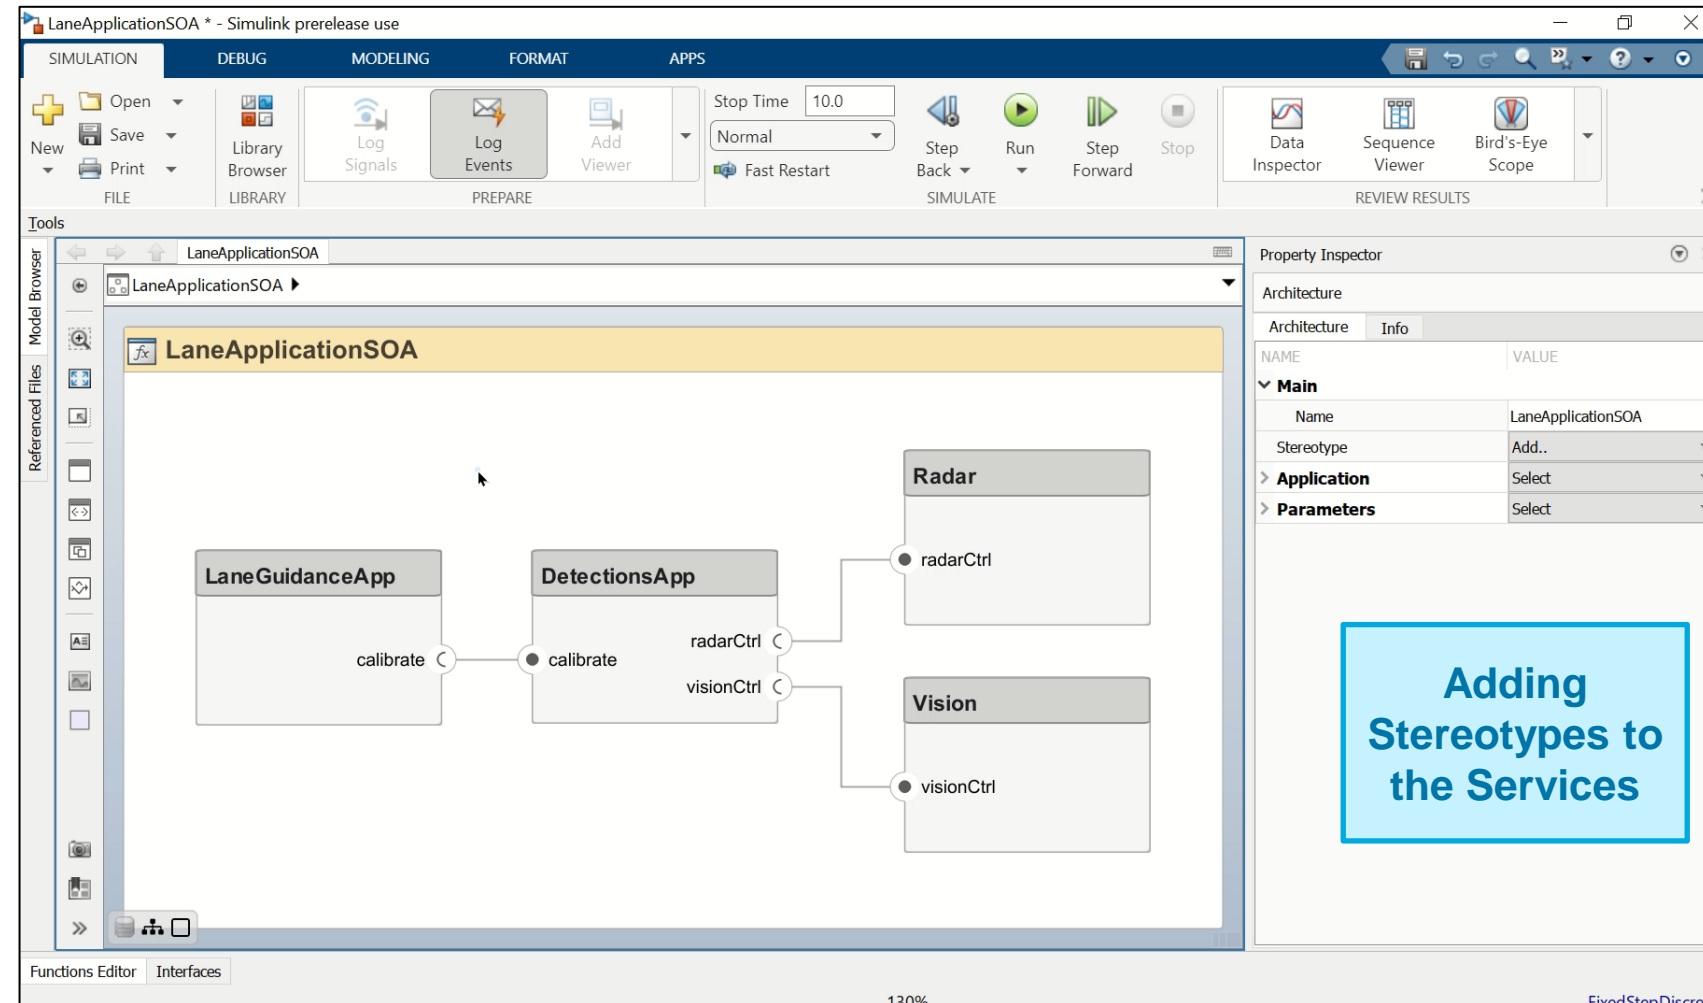 LaneApplicationSOA * - Simulink prerelease use
SIMULATION DEBUG MODELING FORMAT APPS
New
Open
Save
Print
FILE
Library Browser
LIBRARY
Log Signals
Log Events
Add Viewer
PREPARE
Stop Time 10.0
Normal
Fast Restart
Step Back
Run
Step Forward
Stop
SIMULATE
Data Inspector
Sequence Viewer
Bird's-Eye Scope
REVIEW RESULTS
Tools
Model Browser
Referenced Files
LaneApplicationSOA
LaneApplicationSOA
fx LaneApplicationSOA
LaneGuidanceApp
calibrate
DetectionsApp
calibrate
radarCtrl
visionCtrl
Radar
radarCtrl
Vision
visionCtrl
Property Inspector
Architecture
Architecture Info
NAME VALUE
Main
Name LaneApplicationSOA
Stereotype Add..
Application Select
Parameters Select
Adding
Stereotypes to
the Services
Functions Editor Interfaces
130%